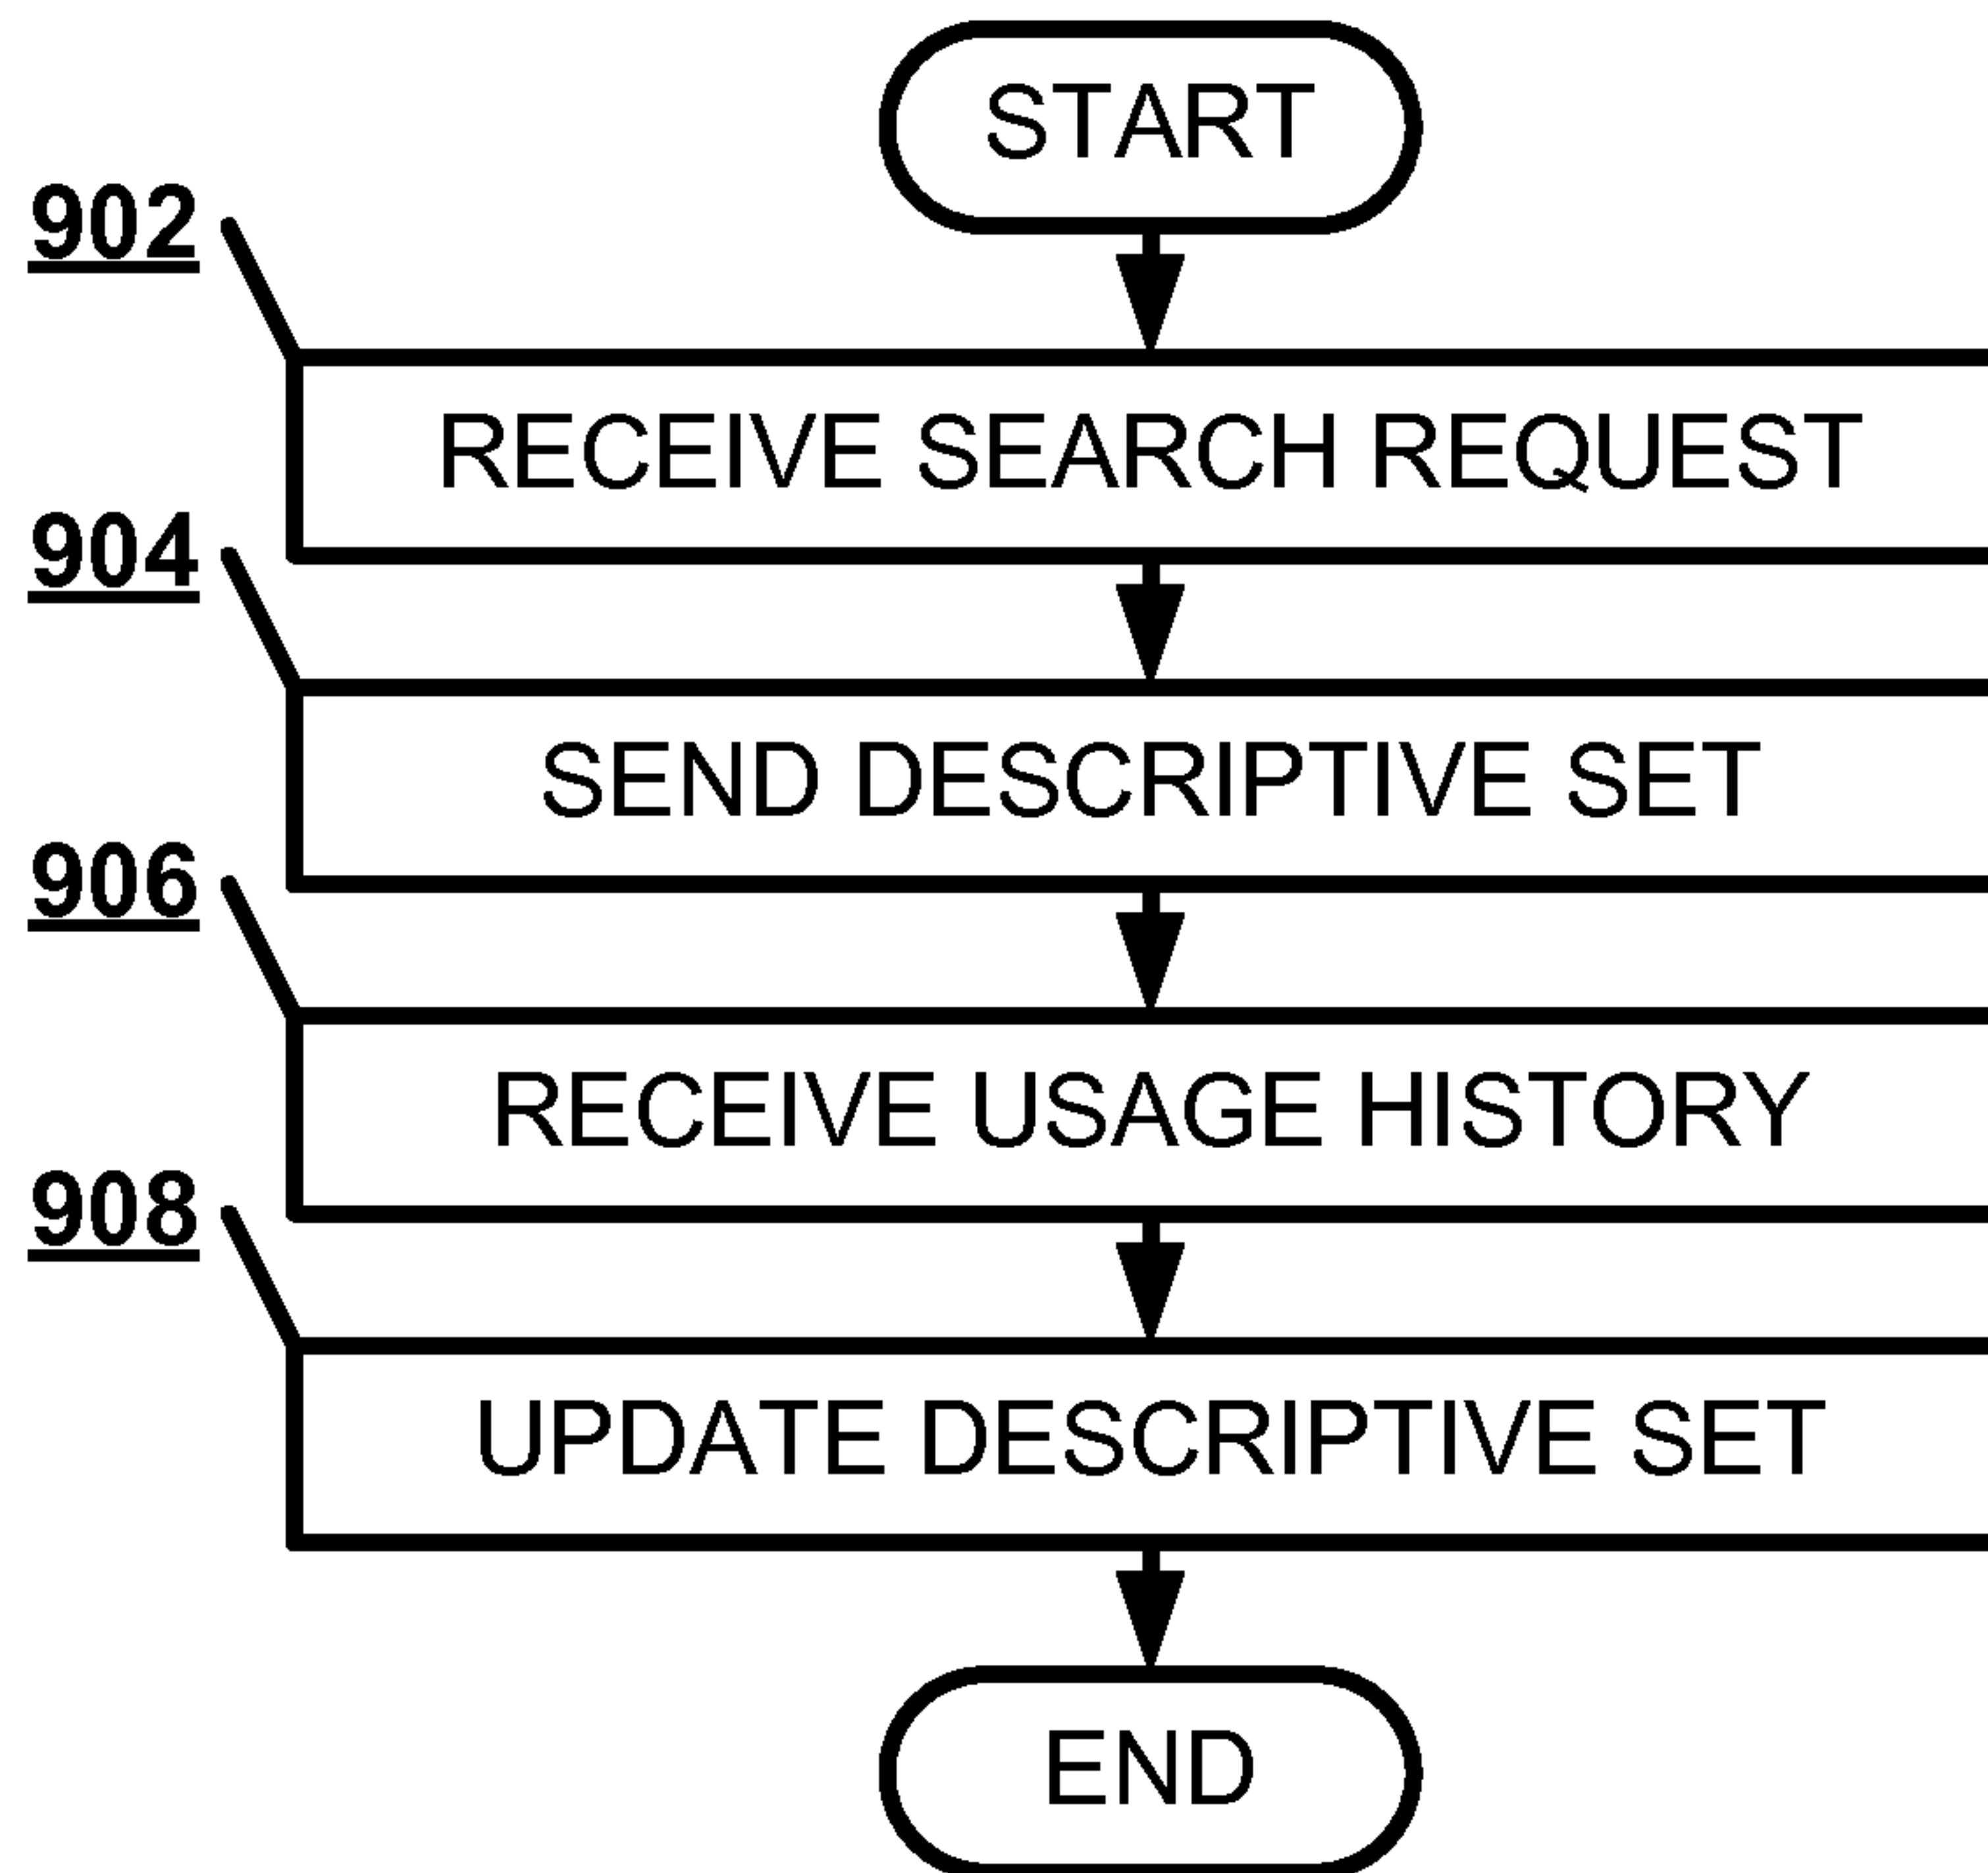 START
902
RECEIVE SEARCH REQUEST
904
SEND DESCRIPTIVE SET
906
RECEIVE USAGE HISTORY
908
UPDATE DESCRIPTIVE SET
END